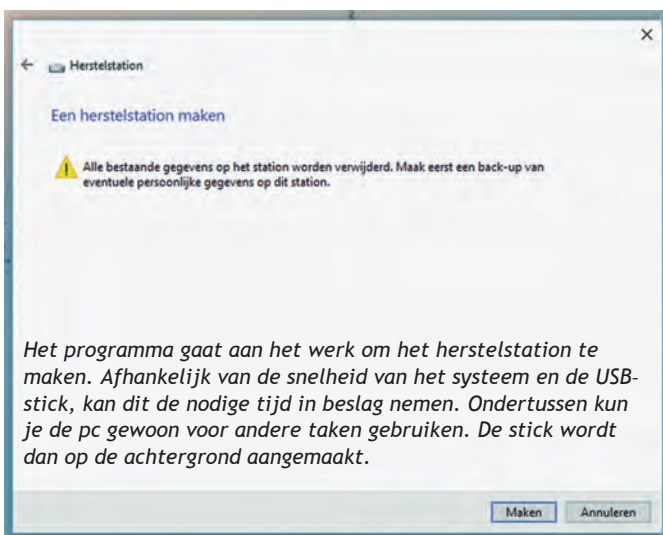 Herstelstation
Een herstelstation maken
Alle bestaande gegevens op het station worden verwijderd. Maak eerst een back-up van
eventuele persoonlijke gegevens op dit station.
Het programma gaat aan het werk om het herstelstation te
maken. Afhankelijk van de snelheid van het systeem en de USB-
stick, kan dit de nodige tijd in beslag nemen. Ondertussen kun
je de pc gewoon voor andere taken gebruiken. De stick wordt
dan op de achtergrond aangemaakt.
Maken Annuleren